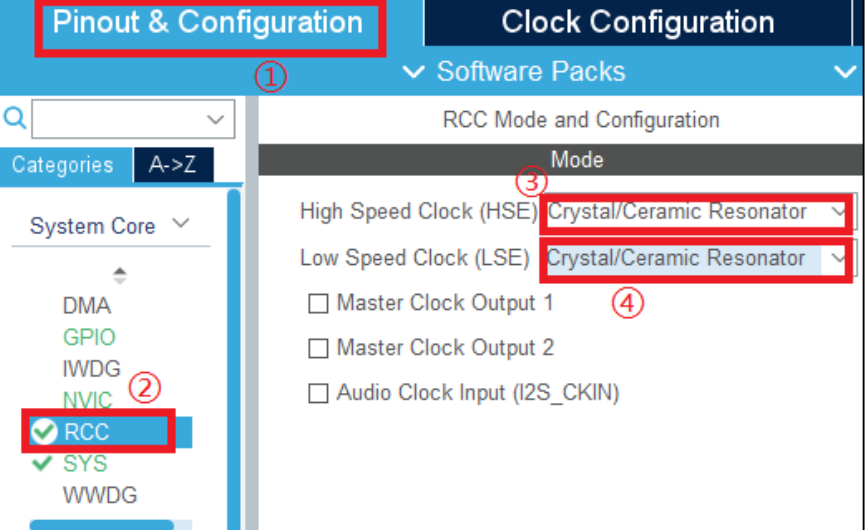 Pinout & Configuration
Clock Configuration
①
Software Packs
RCC Mode and Configuration
Categories
A->Z
Mode
③
System Core
High Speed Clock (HSE) Crystal/Ceramic Resonator
Low Speed Clock (LSE) Crystal/Ceramic Resonator
④
Master Clock Output 1
Master Clock Output 2
Audio Clock Input (I2S_CKIN)
DMA
GPIO
IWDG
②
NVIC
RCC
SYS
WWDG